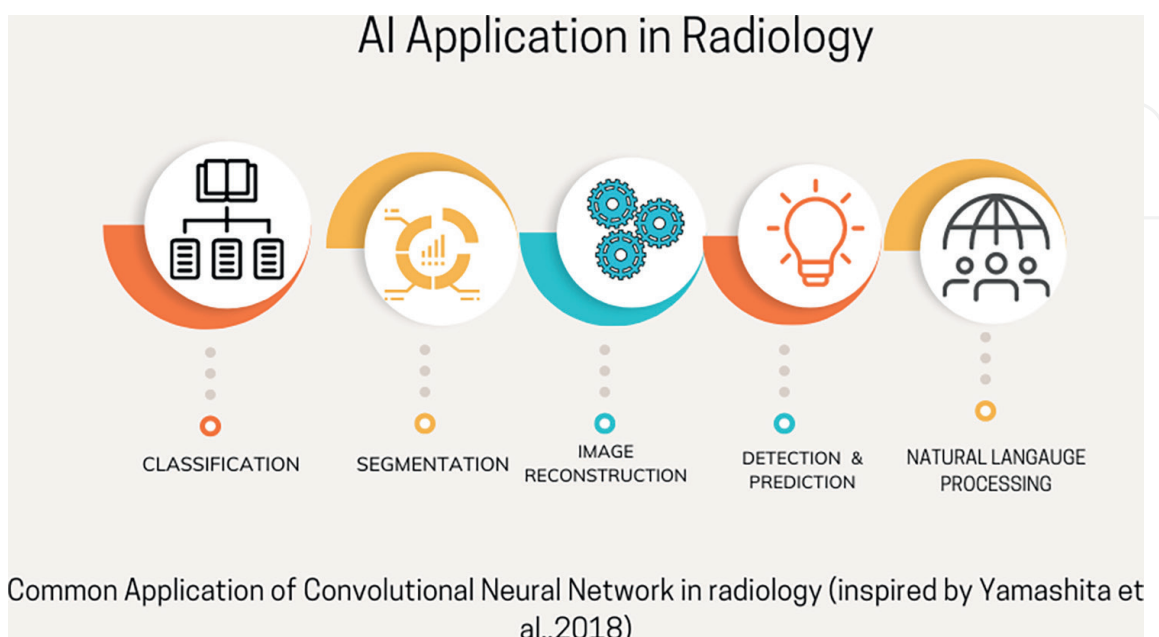 AI Application in Radiology
CLASSIFICATION
SEGMENTATION
IMAGE
RECONSTRUCTION
DETECTION &
PREDICTION
NATURAL LANGAUGE
PROCESSING
Common Application of Convolutional Neural Network in radiology (inspired by Yamashita et
al.,2018)